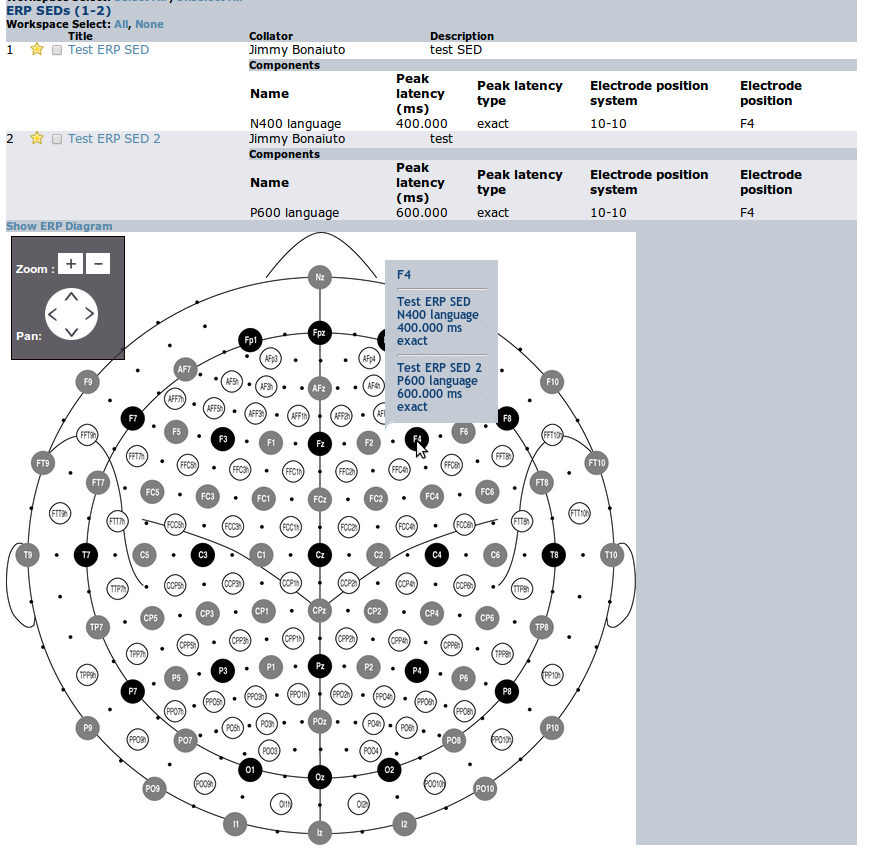 ERP SEDs (1-2)
Workspace Select: All, None
Title Collator Description
1 Test ERP SED Jimmy Bonaiuto test SED
Components
Name Peak latency (ms) Peak latency type Electrode position system Electrode position
N400 language 400.000 exact 10-10 F4
2 Test ERP SED 2 Jimmy Bonaiuto test
Components
Name Peak latency (ms) Peak latency type Electrode position system Electrode position
P600 language 600.000 exact 10-10 F4
Show ERP Diagram
Zoom : + −
Pan:
F4
Test ERP SED
N400 language
400.000 ms
exact
Test ERP SED 2
P600 language
600.000 ms
exact
Nz
Fp1 Fpz
AFp3 AFp4
AF7 AFz
F9 AF5h AF3h AF4h F10
AFF7h AFF5h AFF3h AFF1h AFF2h
F7 F8
F5 F3 F1 Fz F2 F4 F6
FFT9h FFT10h
FFT7h FFC5h FFC3h FFC1h FFC2h FFC4h FFC6h FFT8h
FT9 FT10
FT7 FC5 FC3 FC1 FCz FC2 FC4 FC6 FT8
FTT9h FTT7h FCC5h FCC3h FCC1h FCC2h FCC4h FCC6h FTT8h FTT10h
T9 T7 C5 C3 C1 Cz C2 C4 C6 T8 T10
TTP7h CCP5h CCP3h CCP1h CCP2h CCP4h CCP6h TTP8h
TP7 CP5 CP3 CP1 CPz CP2 CP4 CP6 TP8
TPP7h CPP5h CPP3h CPP1h CPP2h CPP4h CPP6h TPP8h
TPP9h P5 P3 P1 Pz P2 P4 P6 TPP10h
P7 PPO5h PPO3h PPO1h PPO2h PPO4h PPO6h P8
PPO7h PPO8h
P9 PO5h PO3h POz PO4h PO6h P10
PPO9h PO7 PO8 PPO10h
POO3 POO4
O1 Oz O2
PO9 POO9h POO10h PO10
OI1h OI2h
I1 Iz I2